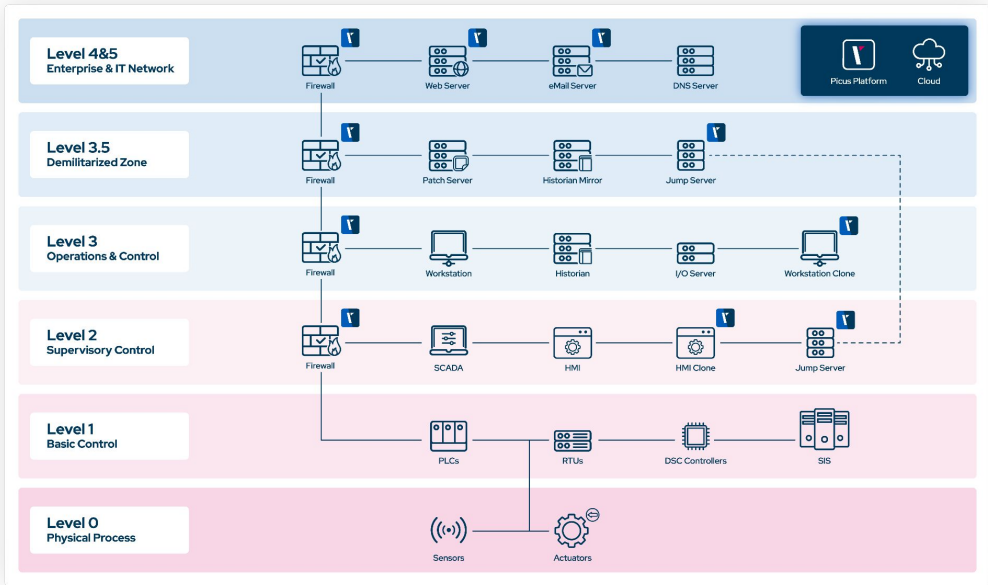 Level 4&5
Enterprise & IT Network
Firewall
Web Server
eMail Server
DNS Server
Picus Platform
Cloud
Level 3.5
Demilitarized Zone
Firewall
Patch Server
Historian Mirror
Jump Server
Level 3
Operations & Control
Firewall
Workstation
Historian
I/O Server
Workstation Clone
Level 2
Supervisory Control
Firewall
SCADA
HMI
HMI Clone
Jump Server
Level 1
Basic Control
PLCs
RTUs
DSC Controllers
SIS
Level 0
Physical Process
Sensors
Actuators